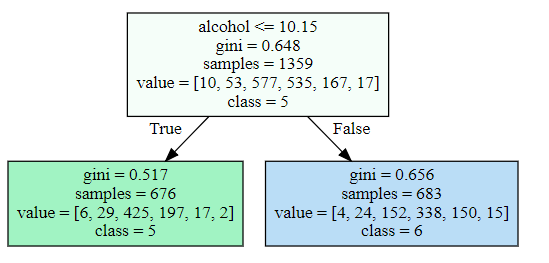 alcohol <= 10.15
gini = 0.648
samples = 1359
value = [10, 53, 577, 535, 167, 17]
class = 5
True
False
gini = 0.517
samples = 676
value = [6, 29, 425, 197, 17, 2]
class = 5
gini = 0.656
samples = 683
value = [4, 24, 152, 338, 150, 15]
class = 6